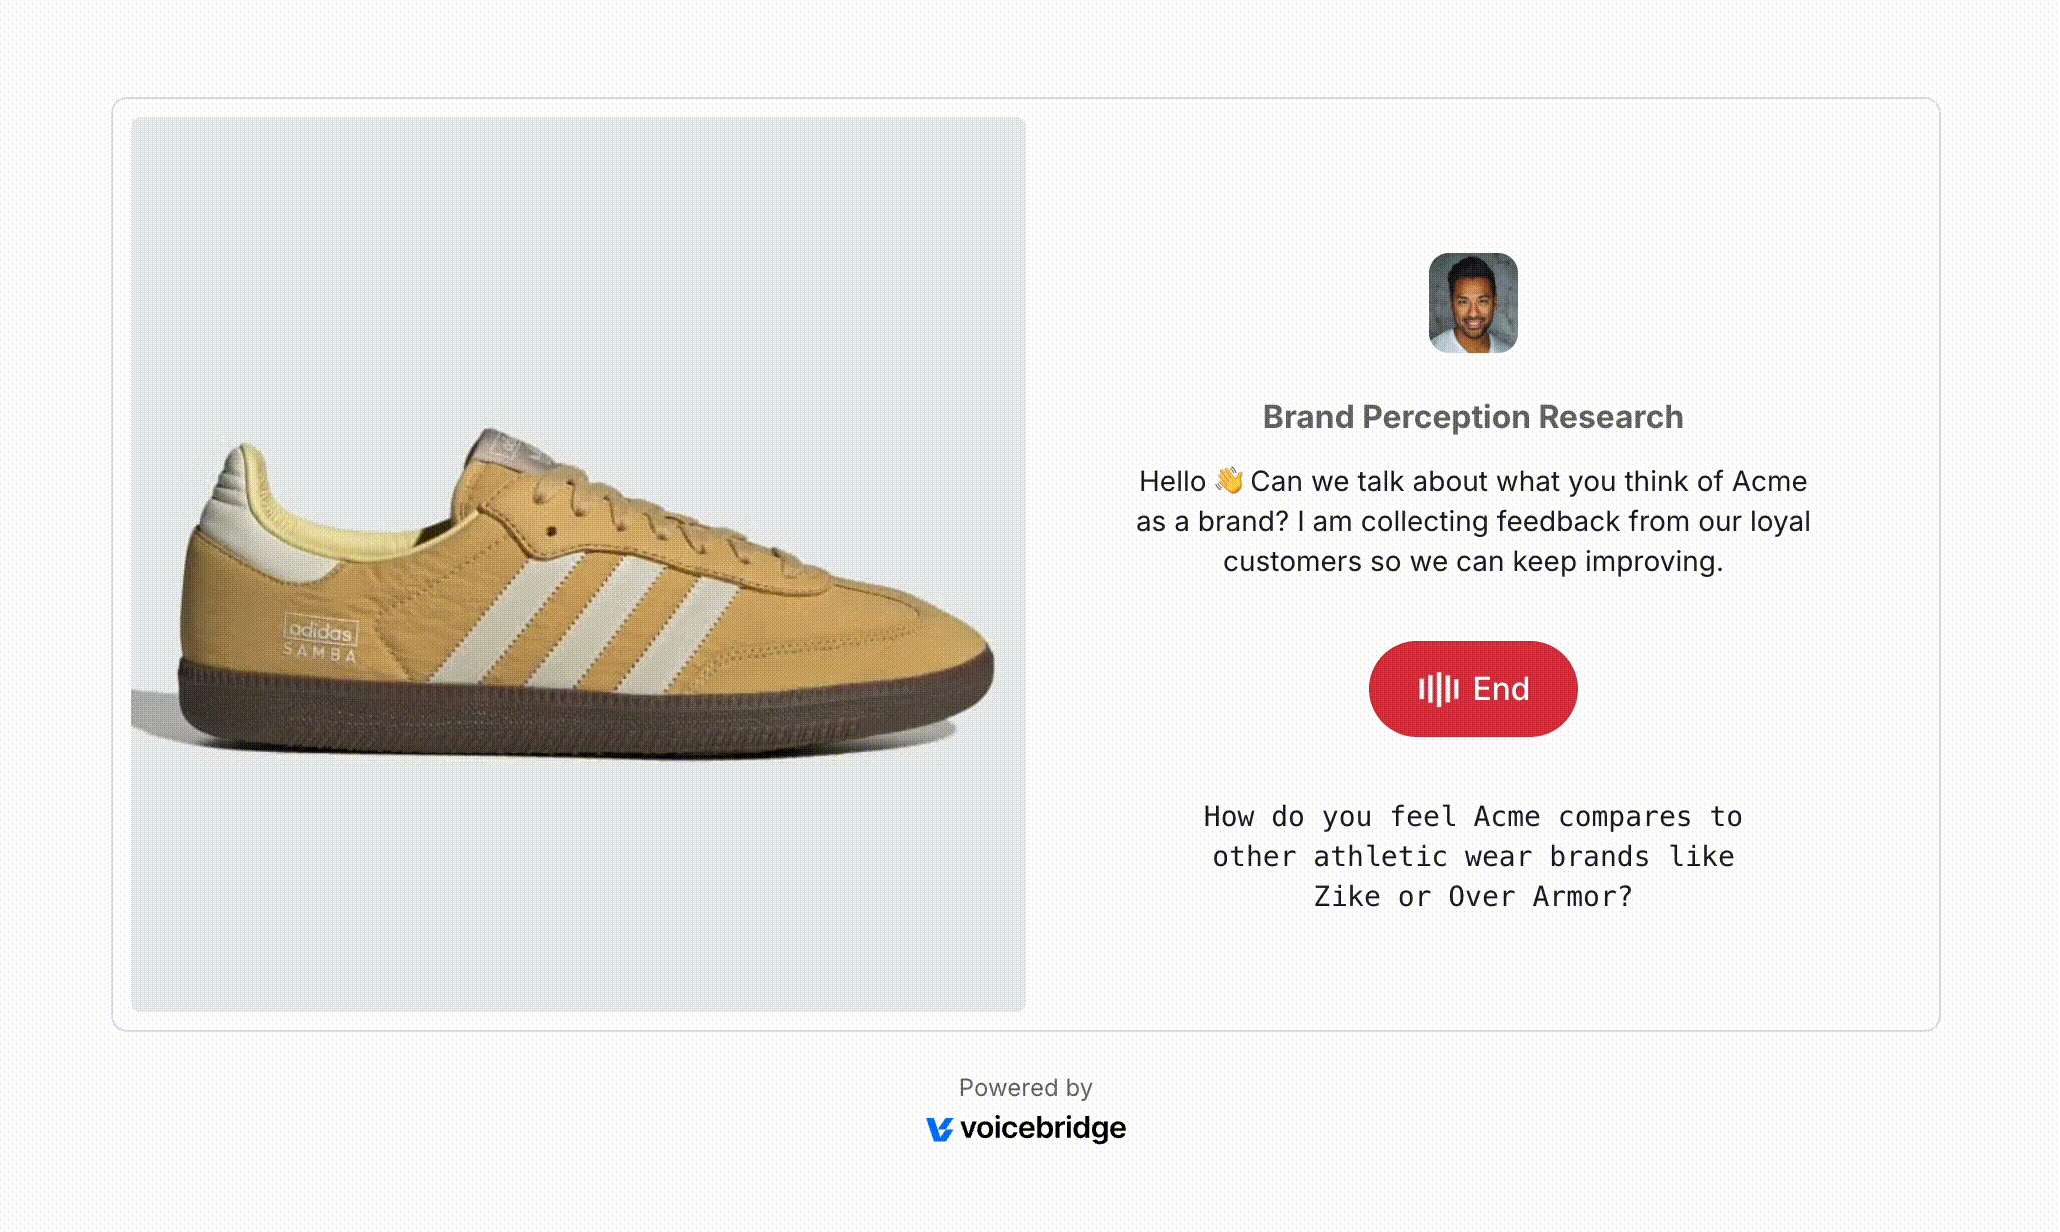 adidas
SAMBA
Brand Perception Research
Hello 👋 Can we talk about what you think of Acme
as a brand? I am collecting feedback from our loyal
customers so we can keep improving.
End
How do you feel Acme compares to
other athletic wear brands like
Zike or Over Armor?
Powered by
voicebridge